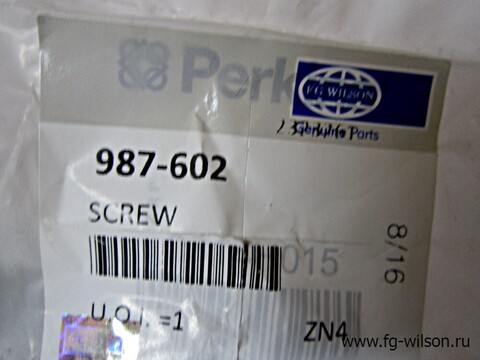 Perk
FG WILSON
Genuine Parts
987-602
SCREW
8/16
015
U.O.I. =1
ZN4
www.fg-wilson.ru